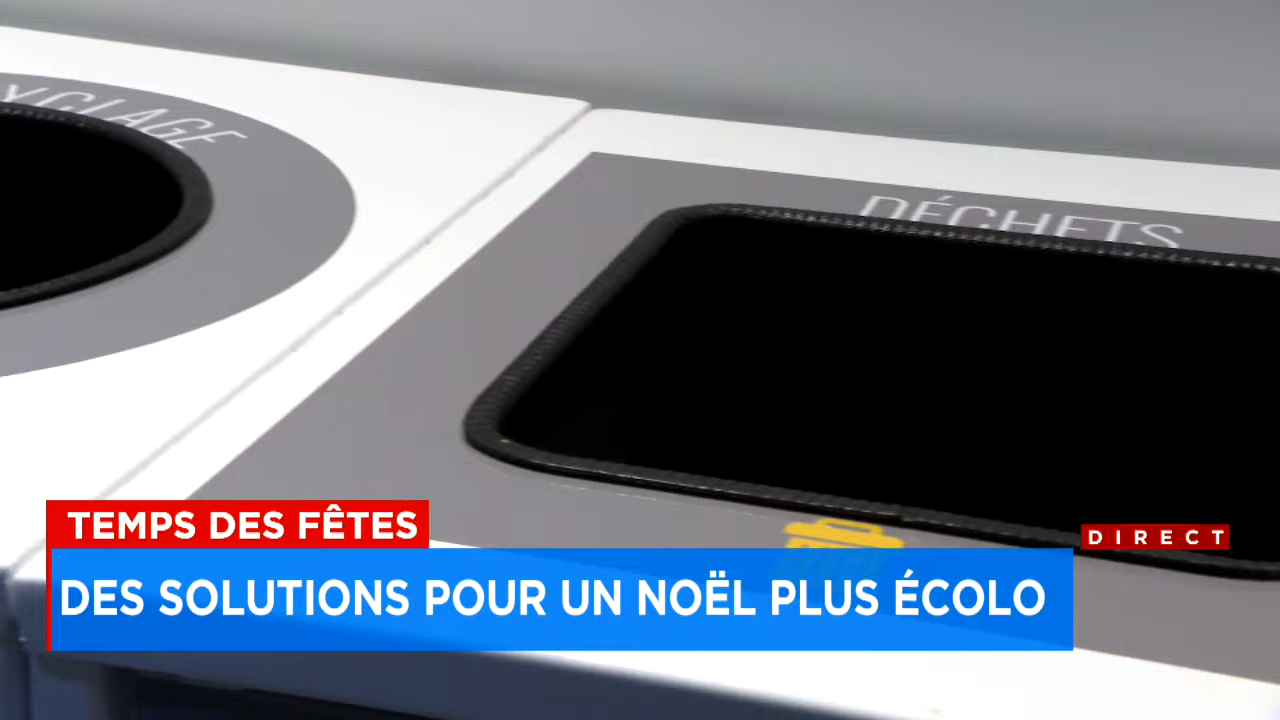 DÉCHETS
TEMPS DES FÊTES
DIRECT
DES SOLUTIONS POUR UN NOËL PLUS ÉCOLO